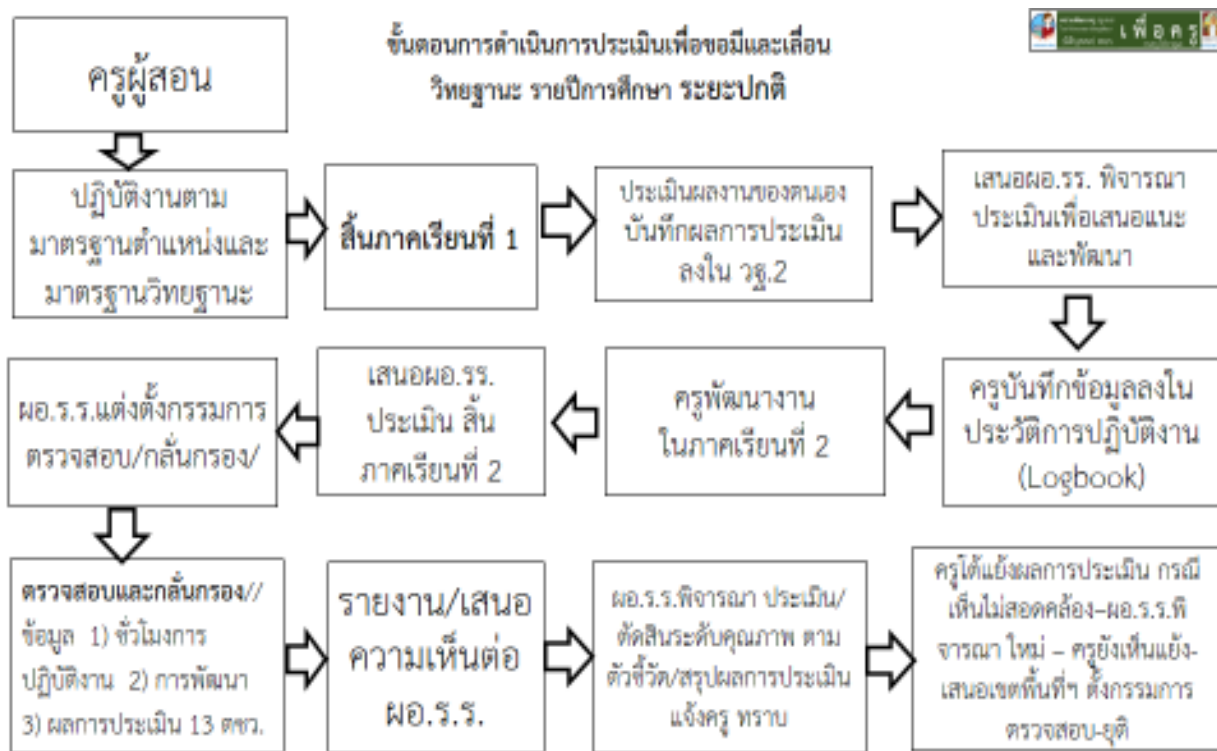 ขั้นตอนการดำเนินการประเมินเพื่อขอมีและเลื่อน
วิทยฐานะ รายปีการศึกษา ระยะปกติ
เพื่อครู
ครูผู้สอน
ปฏิบัติงานตาม
มาตรฐานตำแหน่งและ
มาตรฐานวิทยฐานะ
สิ้นภาคเรียนที่ 1
ประเมินผลงานของตนเอง
บันทึกผลการประเมิน
ลงใน วฐ.2
เสนอผอ.รร. พิจารณา
ประเมินเพื่อเสนอแนะ
และพัฒนา
ครูบันทึกข้อมูลลงใน
ประวัติการปฏิบัติงาน
(Logbook)
ครูพัฒนางาน
ในภาคเรียนที่ 2
เสนอผอ.รร.
ประเมิน สิ้น
ภาคเรียนที่ 2
ผอ.ร.ร.แต่งตั้งกรรมการ
ตรวจสอบ/กลั่นกรอง/
ตรวจสอบและกลั่นกรอง//
ข้อมูล 1) ชั่วโมงการ
ปฏิบัติงาน 2) การพัฒนา
3) ผลการประเมิน 13 ตชว.
รายงาน/เสนอ
ความเห็นต่อ
ผอ.ร.ร.
ผอ.ร.ร.พิจารณา ประเมิน/
ตัดสินระดับคุณภาพ ตาม
ตัวชี้วัด/สรุปผลการประเมิน
แจ้งครู ทราบ
ครูโต้แย้งผลการประเมิน กรณี
เห็นไม่สอดคล้อง–ผอ.ร.ร.พิ
จารณา ใหม่ – ครูยังเห็นแย้ง-
เสนอเขตพื้นที่ฯ ตั้งกรรมการ
ตรวจสอบ-ยุติ